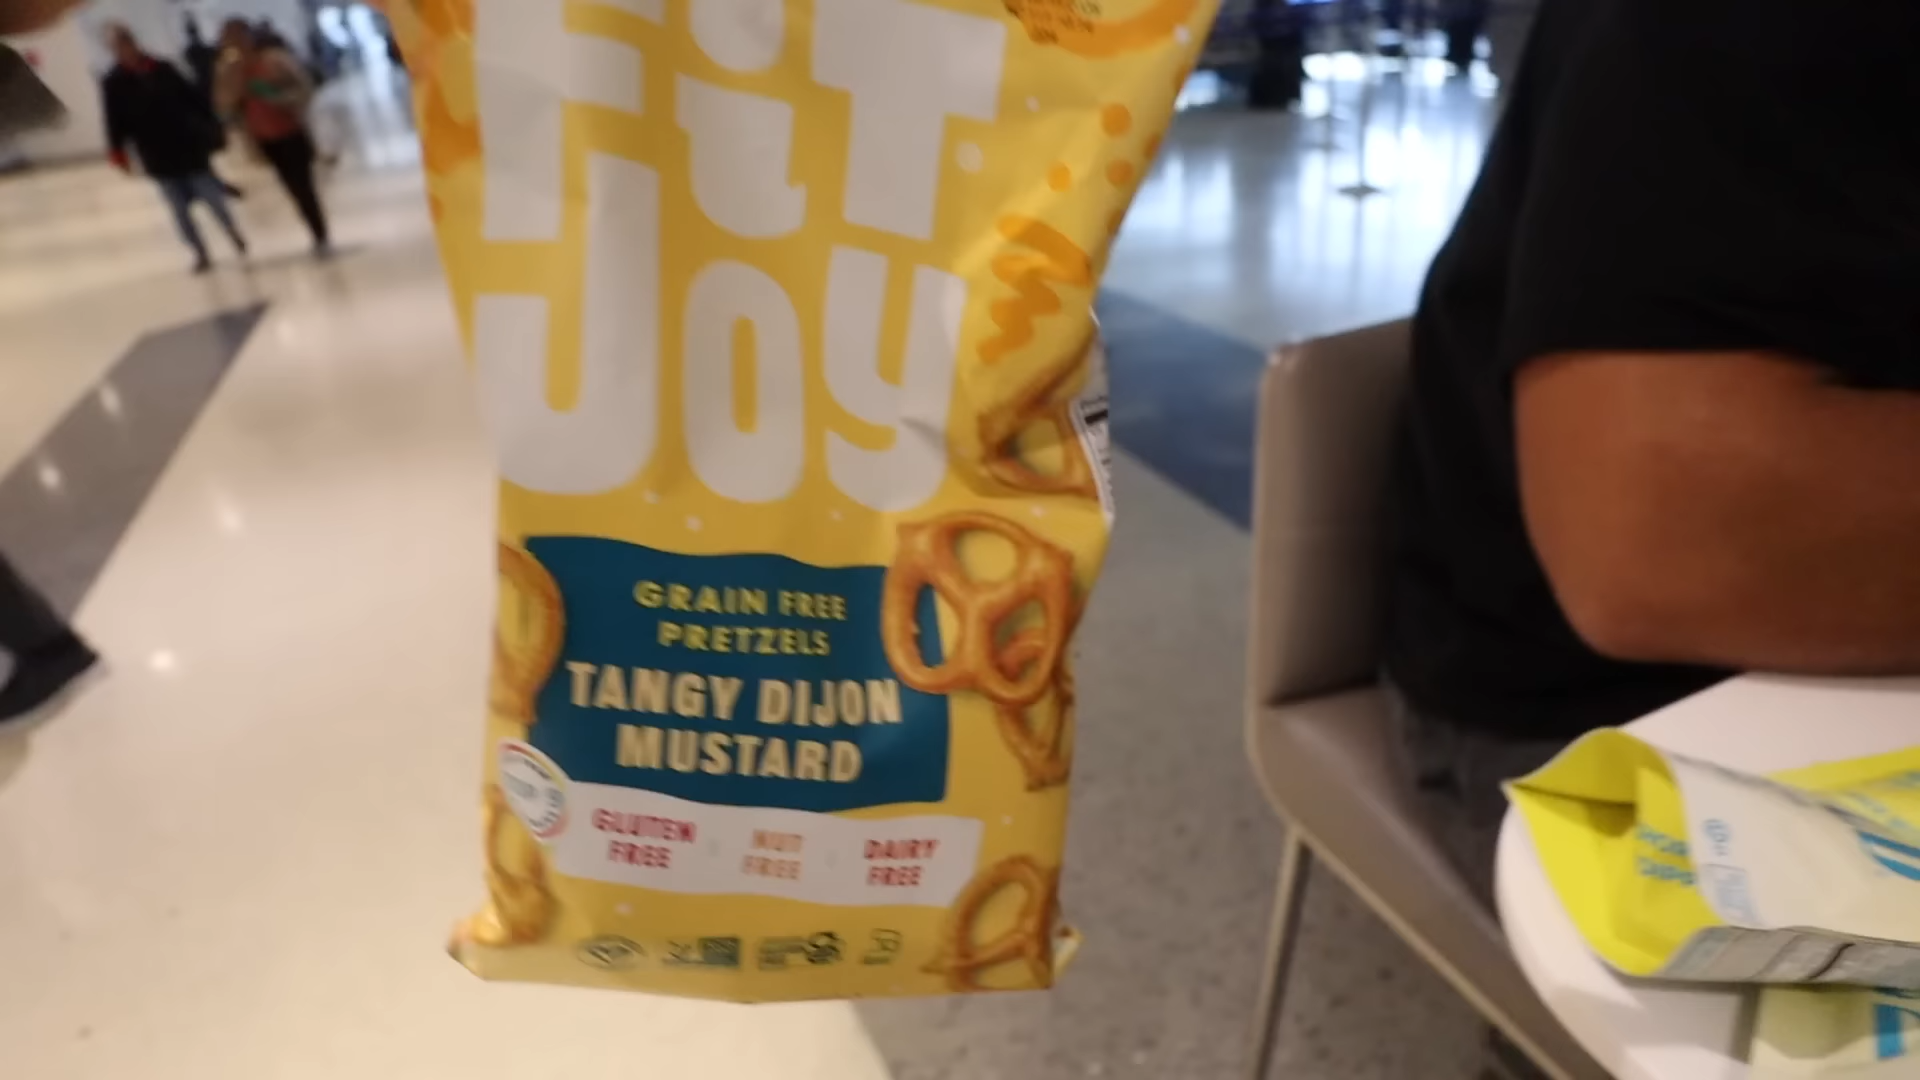 FiT
Joy
GRAIN FREE
PRETZELS
TANGY DIJON
MUSTARD
GLUTEN
FREE
NUT
FREE
DAIRY
FREE